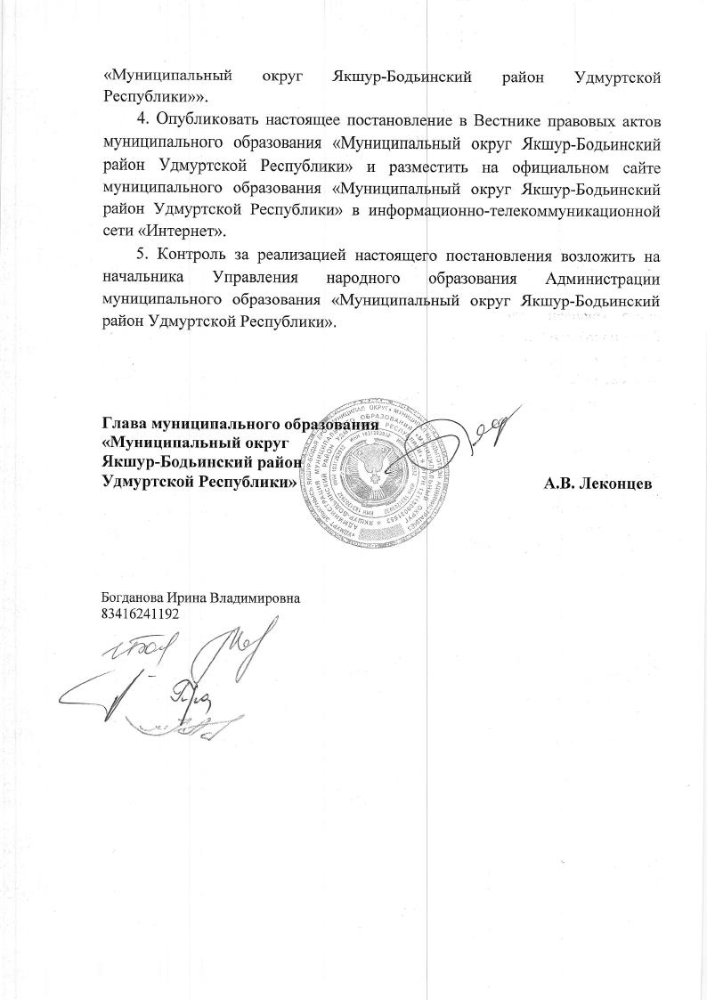 «Муниципальный округ Якшур-Бодьинский район Удмуртской
Республики»».
4. Опубликовать настоящее постановление в Вестнике правовых актов
муниципального образования «Муниципальный округ Якшур-Бодьинский
район Удмуртской Республики» и разместить на официальном сайте
муниципального образования «Муниципальный округ Якшур-Бодьинский
район Удмуртской Республики» в информационно-телекоммуникационной
сети «Интернет».
5. Контроль за реализацией настоящего постановления возложить на
начальника Управления народного образования Администрации
муниципального образования «Муниципальный округ Якшур-Бодьинский
район Удмуртской Республики».
Глава муниципального образования
«Муниципальный округ
Якшур-Бодьинский район
Удмуртской Республики»
А.В. Леконцев
Богданова Ирина Владимировна
83416241192